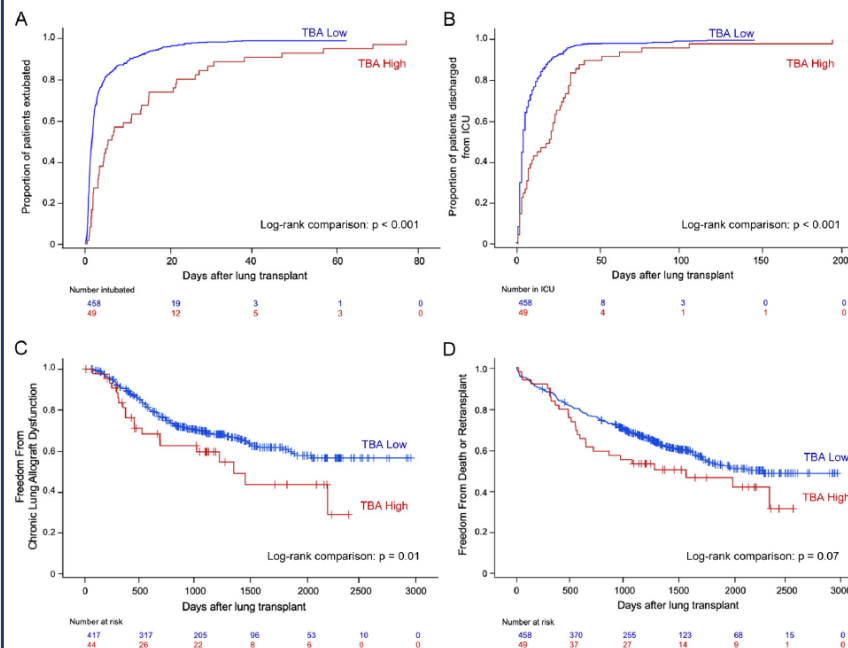 A
Proportion of patients extubated
1.0
0.8
0.6
0.4
0.2
0
TBA Low
TBA High
Log-rank comparison: p < 0.001
0 20 40 60 80
Days after lung transplant
Number intubated
458 19 3 1 0
49 12 5 3 0
B
Proportion of patients discharged
from ICU
1.0
0.8
0.6
0.4
0.2
0
TBA Low
TBA High
Log-rank comparison: p < 0.001
0 50 100 150 200
Days after lung transplant
Number in ICU
458 8 3 0 0
49 4 1 1 0
C
Freedom From
Chronic Lung Allograft Dysfunction
1.0
0.8
0.6
0.4
0.2
0
TBA Low
TBA High
Log-rank comparison: p = 0.01
0 500 1000 1500 2000 2500 3000
Days after lung transplant
Number at risk
417 317 205 96 53 10 0
44 26 22 8 6 0 0
D
Freedom From Death or Retransplant
1.0
0.8
0.6
0.4
0.2
0
TBA Low
TBA High
Log-rank comparison: p = 0.07
0 500 1000 1500 2000 2500 3000
Days after lung transplant
Number at risk
458 370 255 123 68 15 0
49 37 27 14 9 1 0